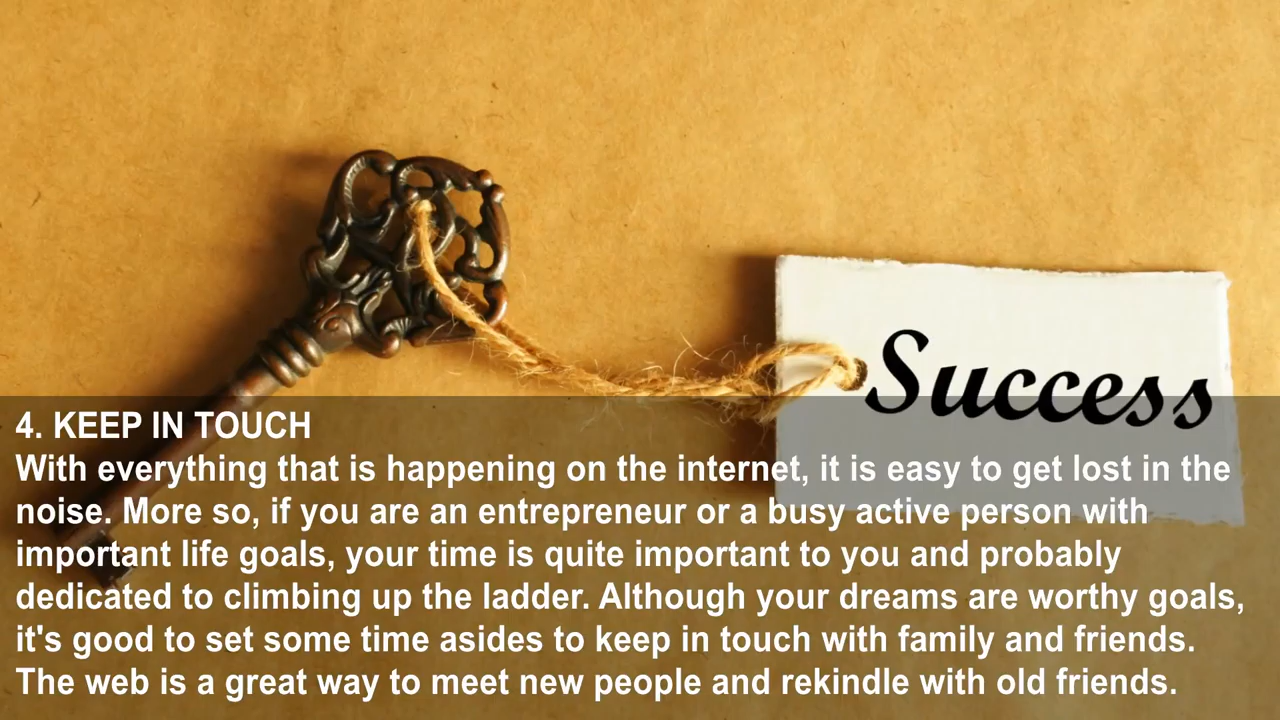 Success
4. KEEP IN TOUCH
With everything that is happening on the internet, it is easy to get lost in the
noise. More so, if you are an entrepreneur or a busy active person with
important life goals, your time is quite important to you and probably
dedicated to climbing up the ladder. Although your dreams are worthy goals,
it's good to set some time asides to keep in touch with family and friends.
The web is a great way to meet new people and rekindle with old friends.